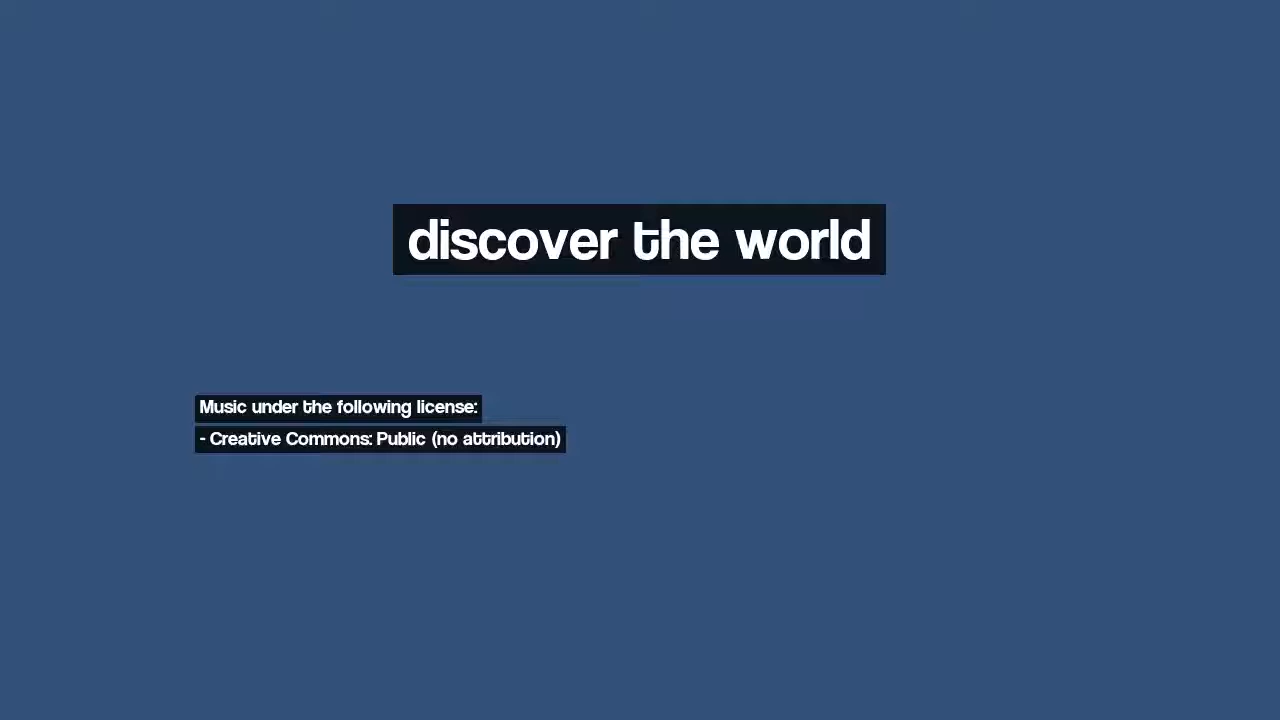 discover the world
Music under the following license:
- Creative Commons: Public (no attribution)